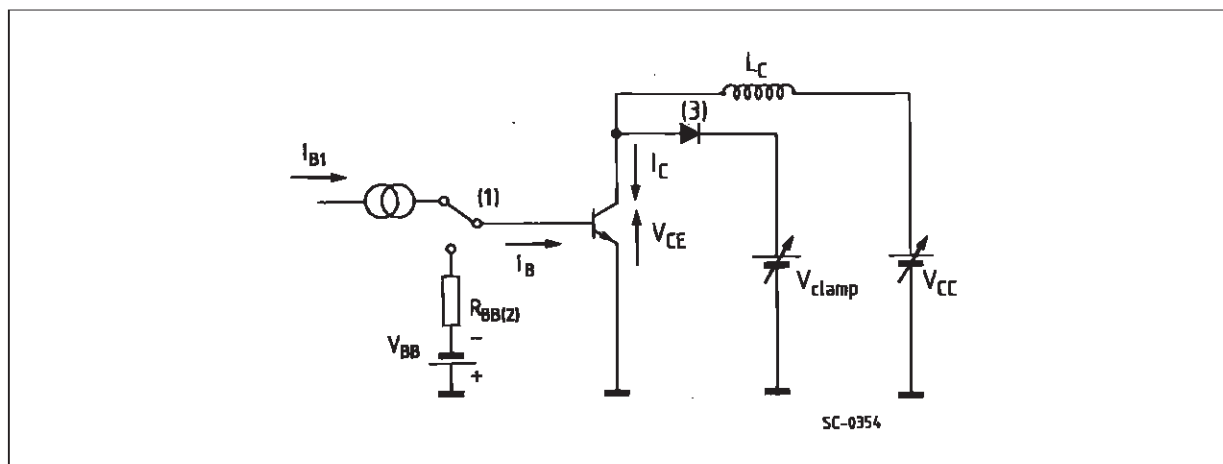 L_C
(3)
I_B1
(1)
I_C
V_CE
I_B
V_clamp
V_CC
R_BB(2)
V_BB
−
+
SC-0354